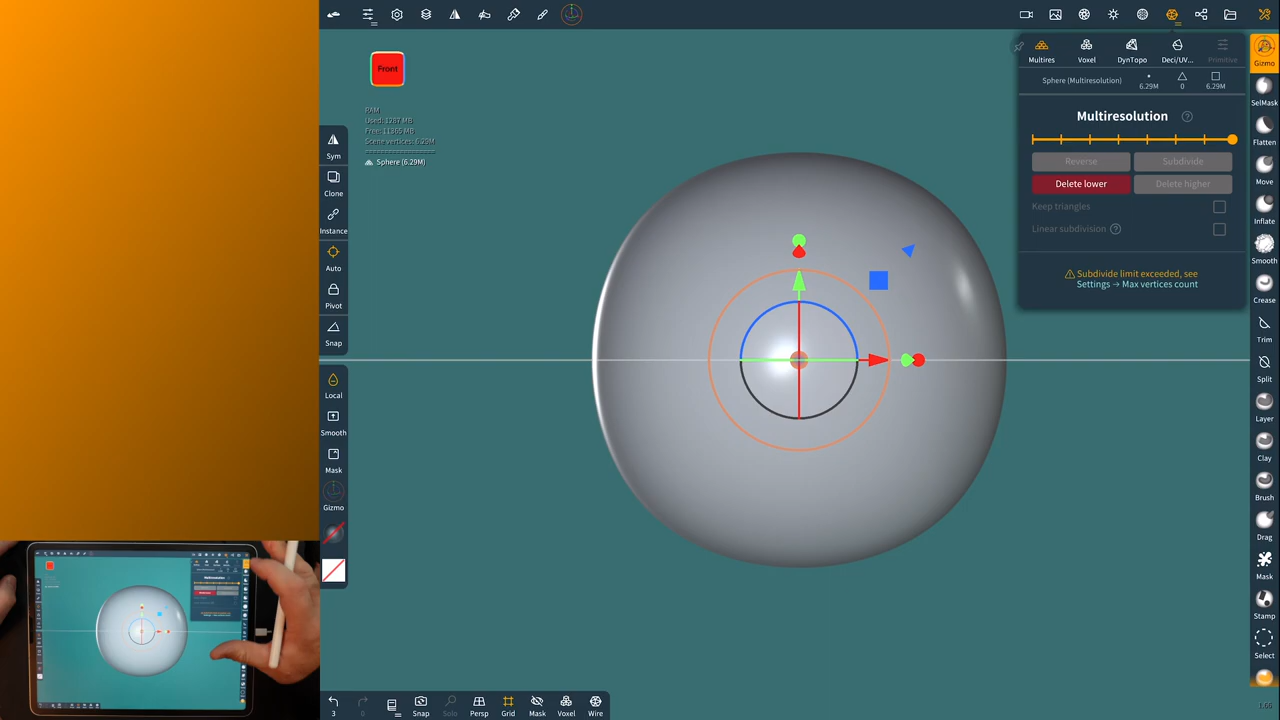 Front
RAM
Used: 1287 MB
Free: 11365 MB
Scene vertices: 6.29M
Sphere (6.29M)
Sym
Clone
Instance
Auto
Pivot
Snap
Local
Smooth
Mask
Gizmo
Multires
Voxel
DynTopo
Deci/UV...
Primitive
Sphere (Multiresolution)
6.29M
0
6.29M
Multiresolution
?
Reverse
Subdivide
Delete lower
Delete higher
Keep triangles
Linear subdivision ?
Subdivide limit exceeded, see
Settings → Max vertices count
Gizmo
SelMask
Flatten
Move
Inflate
Smooth
Crease
Trim
Split
Layer
Clay
Brush
Drag
Mask
Stamp
Select
3
0
Snap
Solo
Persp
Grid
Mask
Voxel
Wire